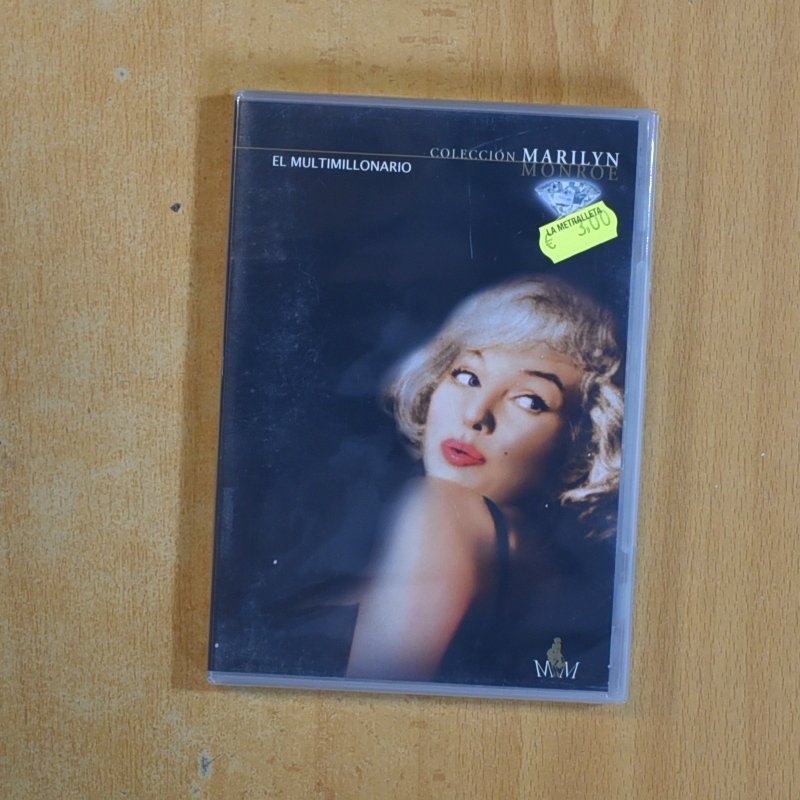 EL MULTIMILLONARIO
COLECCIÓN MARILYN
MONROE
LA METRALLETA
€ 3,00
MM